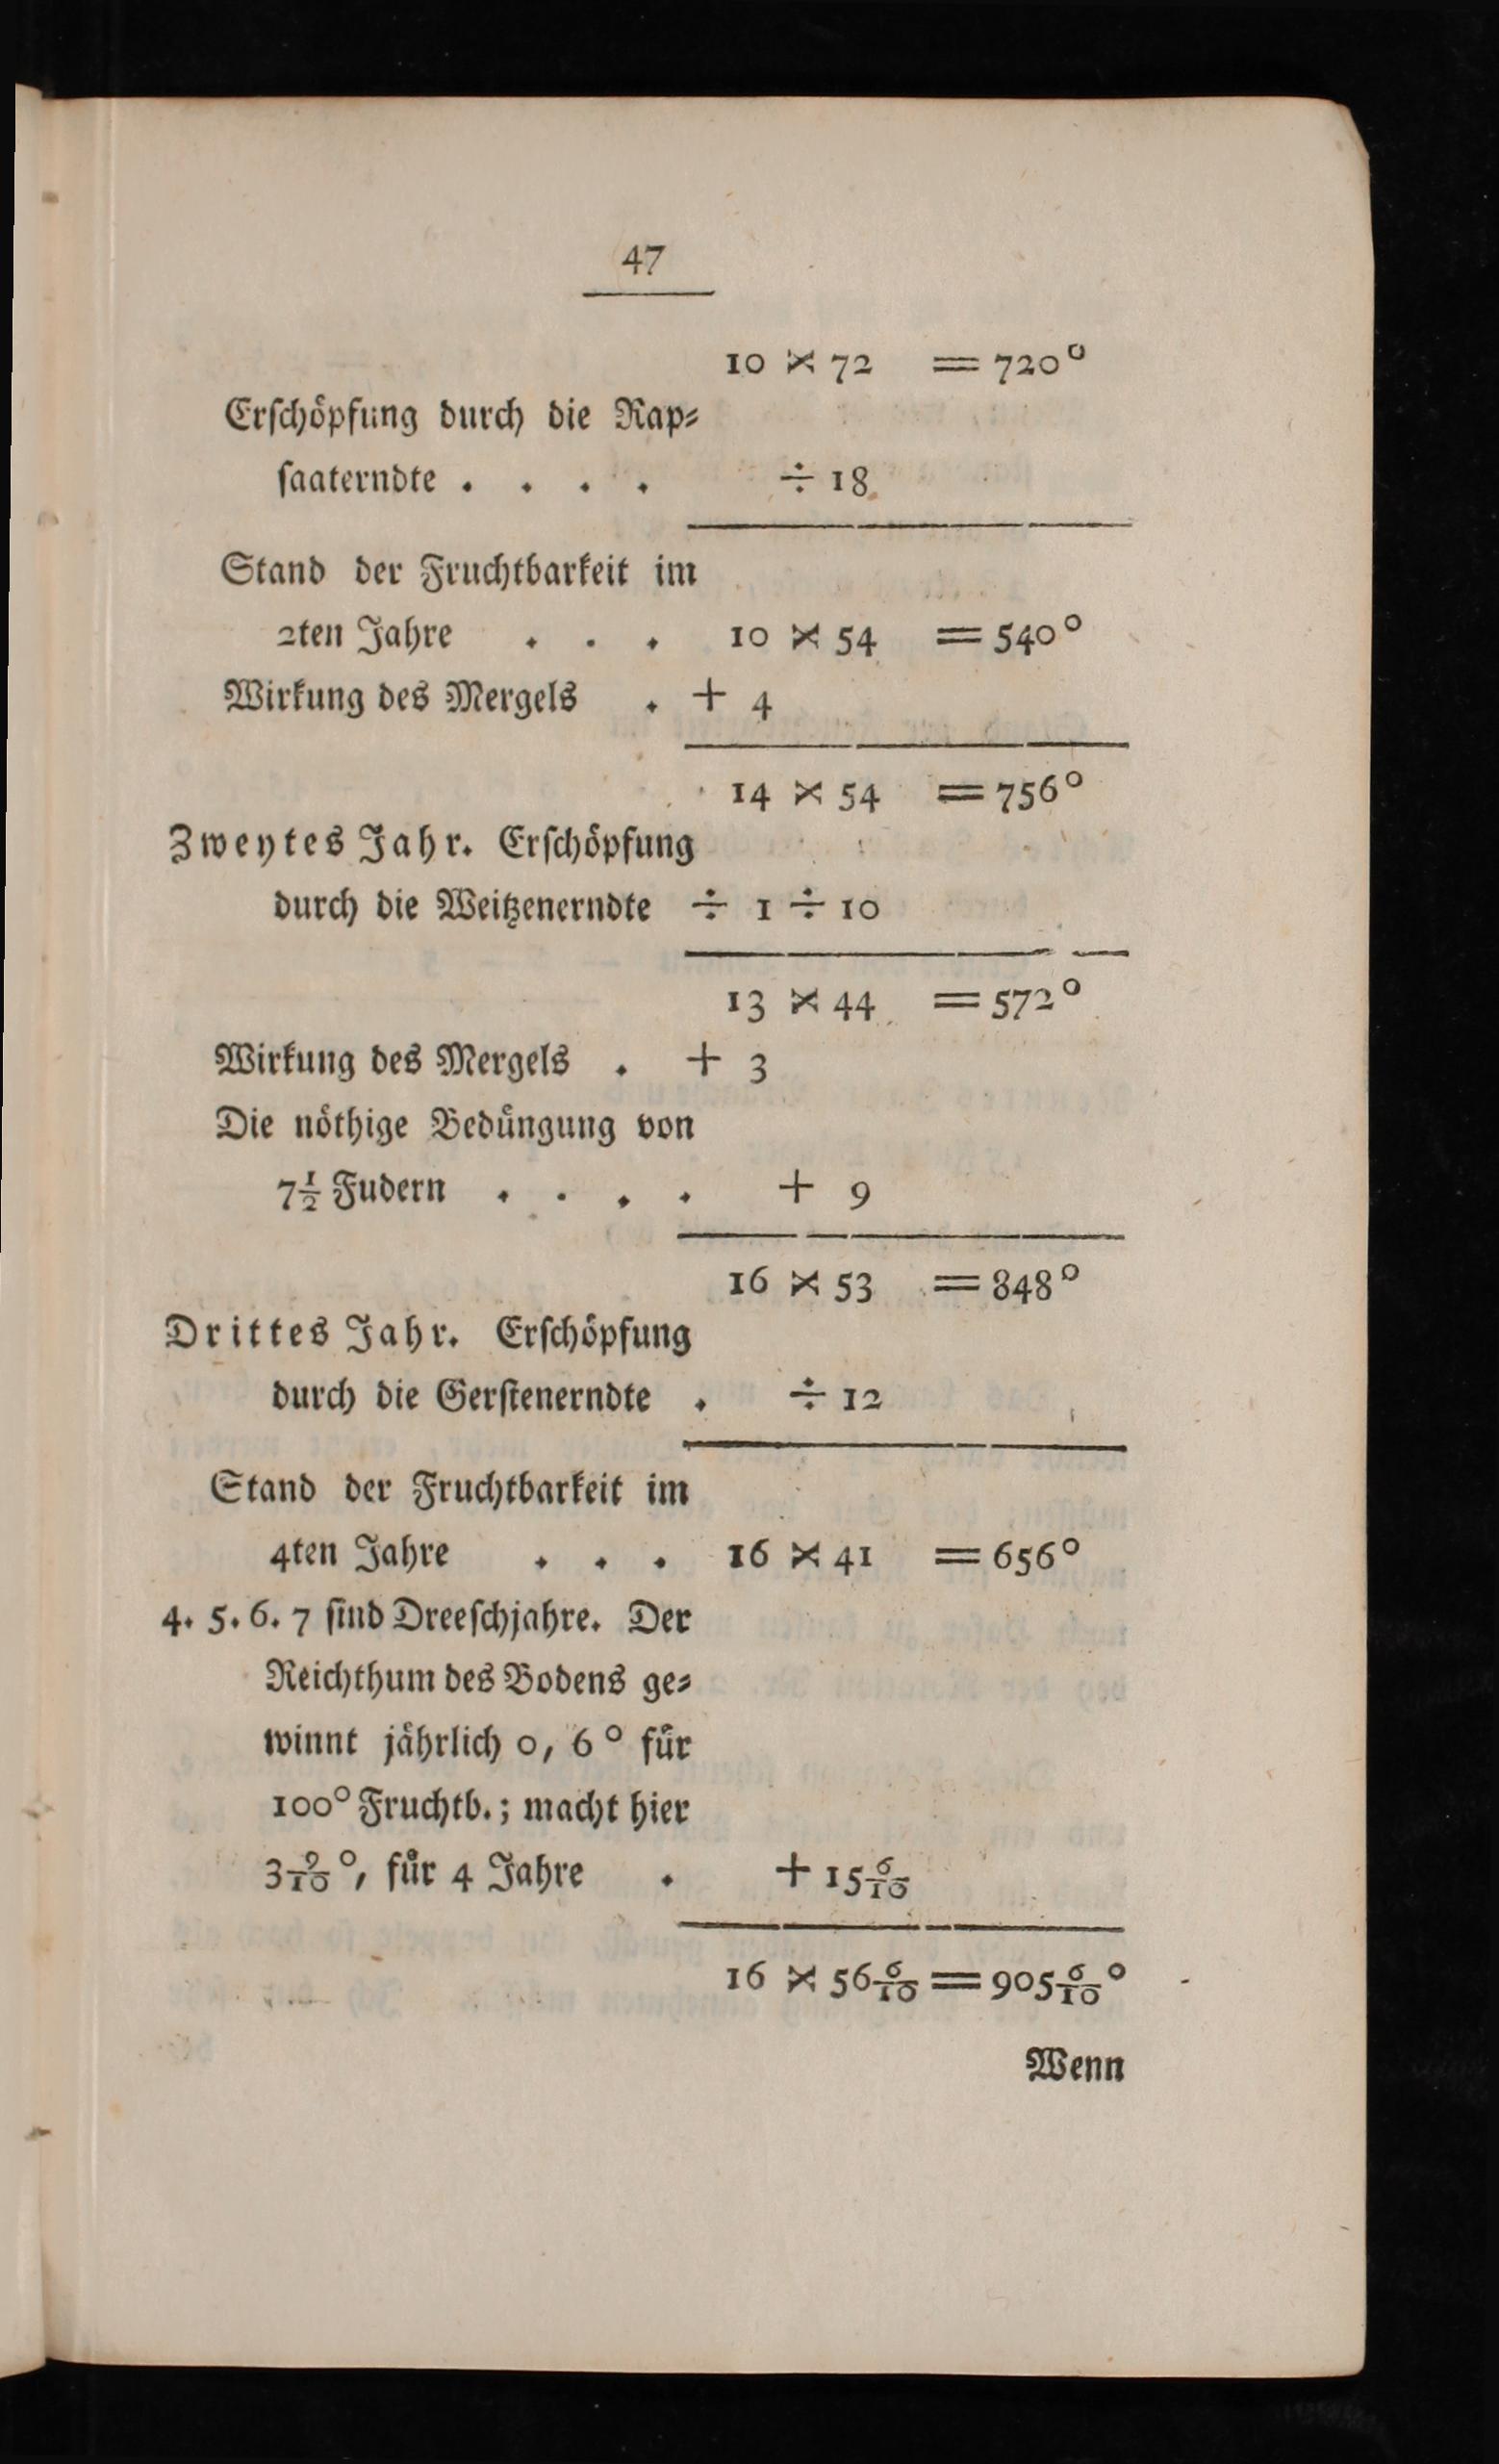 47
10 × 72 = 720°
Erſchöpfung durch die Rap⸗
ſaaterndte . . . . ÷ 18
Stand der Fruchtbarkeit im
2ten Jahre . . . 10 × 54 = 540°
Wirkung des Mergels . + 4
14 × 54 = 756°
Zweytes Jahr. Erſchöpfung
durch die Weitzenerndte ÷ 1 ÷ 10
13 × 44 = 572°
Wirkung des Mergels . + 3
Die nöthige Bedüngung von
7½ Fudern . . . . + 9
16 × 53 = 848°
Drittes Jahr. Erſchöpfung
durch die Gerſtenerndte . ÷ 12
Stand der Fruchtbarkeit im
4ten Jahre . . . 16 × 41 = 656°
4. 5. 6. 7 ſind Dreeſchjahre. Der
Reichthum des Bodens ge⸗
winnt jährlich 0, 6° für
100° Fruchtb.; macht hier
3 9/10°, für 4 Jahre . + 15 6/10
16 × 56 6/10 = 905 6/10°
Wenn